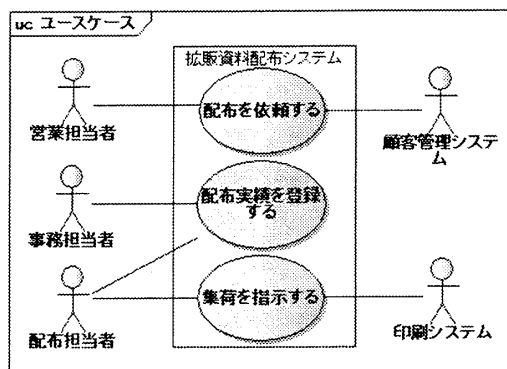 uc ユースケース
拡販資料配布システム
営業担当者
配布を依頼する
顧客管理システ
ム
事務担当者
配布実績を登録
する
配布担当者
集荷を指示する
印刷システム